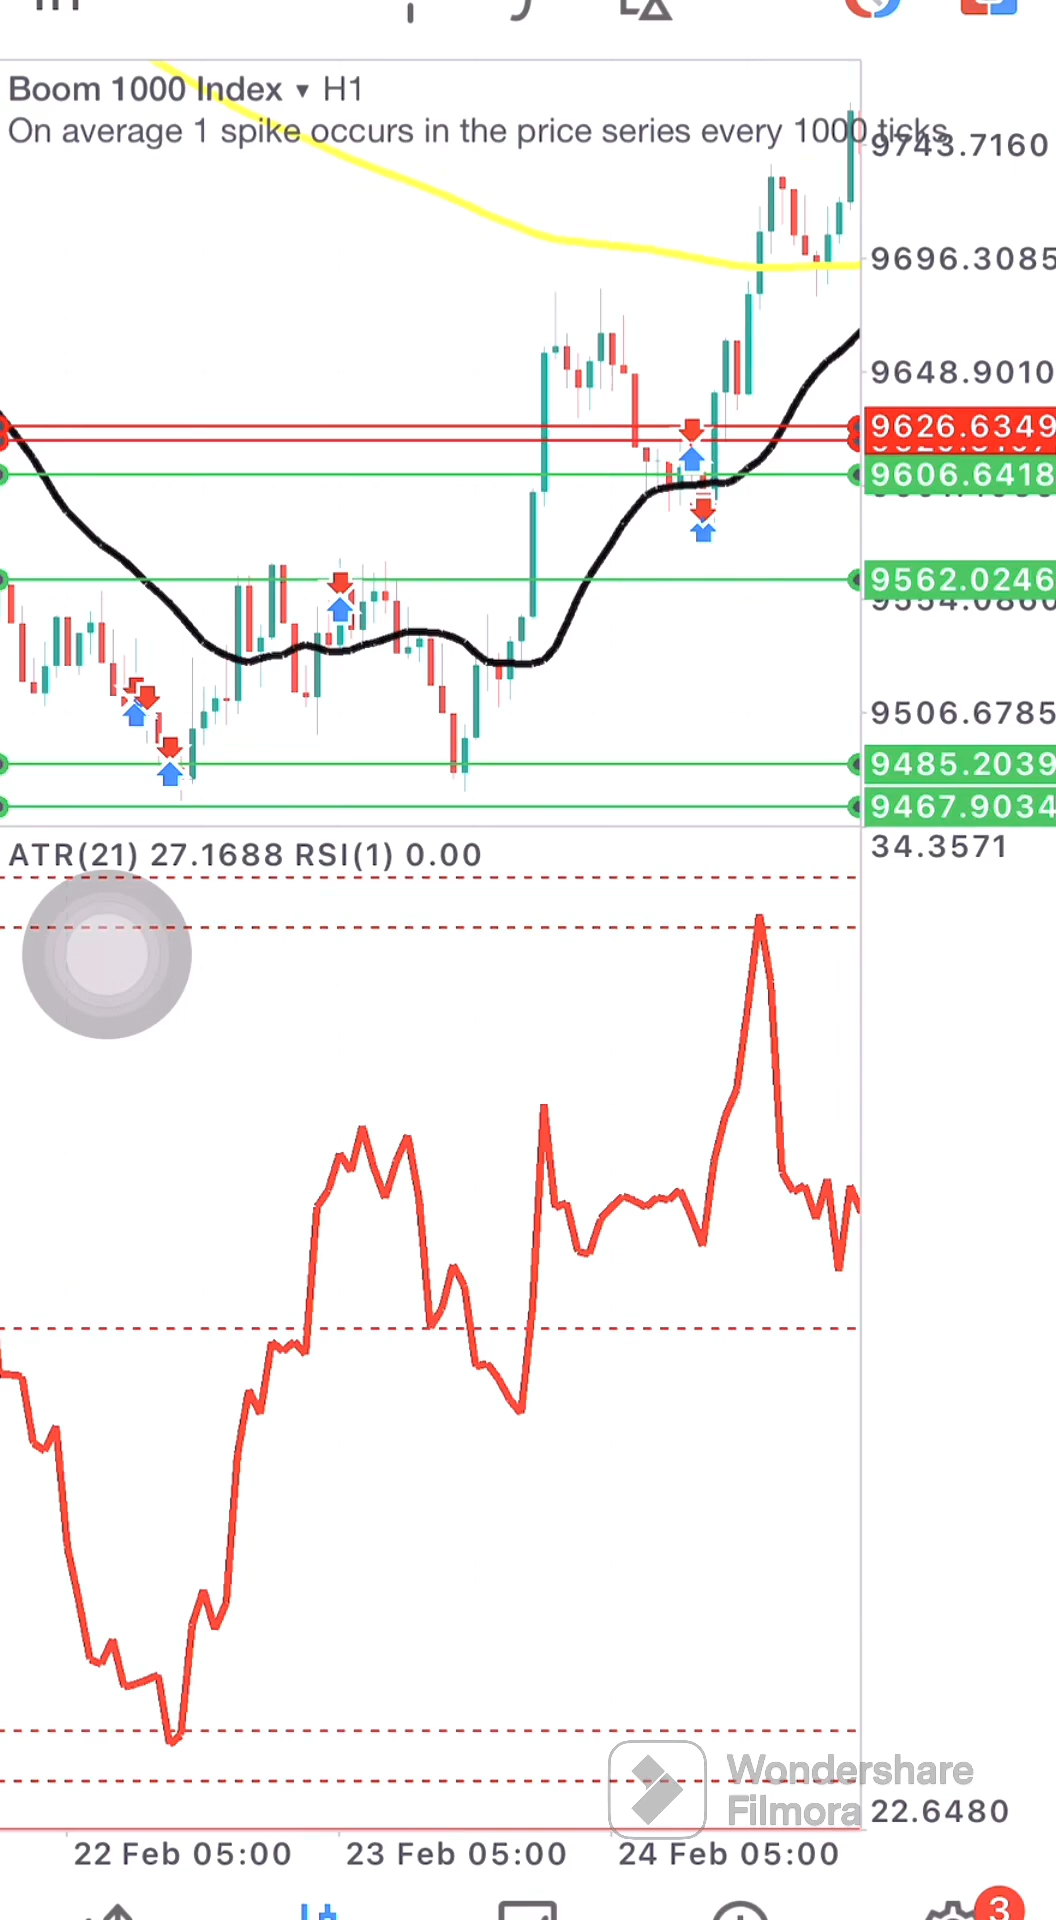 Boom 1000 Index ▾ H1
On average 1 spike occurs in the price series every 1000 ticks
9743.7160
9696.3085
9648.9010
9626.6349
9606.6418
9562.0246
9554.0860
9506.6785
9485.2039
9467.9034
ATR(21) 27.1688 RSI(1) 0.00
34.3571
Wondershare
Filmora
22.6480
22 Feb 05:00
23 Feb 05:00
24 Feb 05:00
3